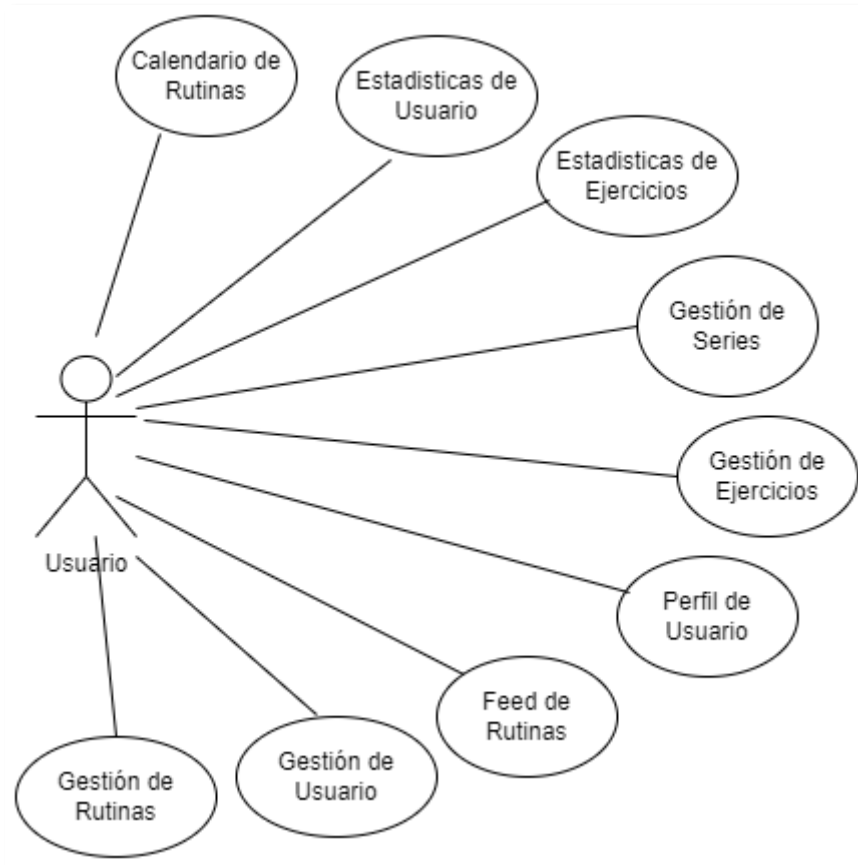 Calendario de
Rutinas
Estadisticas de
Usuario
Estadisticas de
Ejercicios
Gestión de
Series
Gestión de
Ejercicios
Usuario
Perfil de
Usuario
Feed de
Rutinas
Gestión de
Usuario
Gestión de
Rutinas